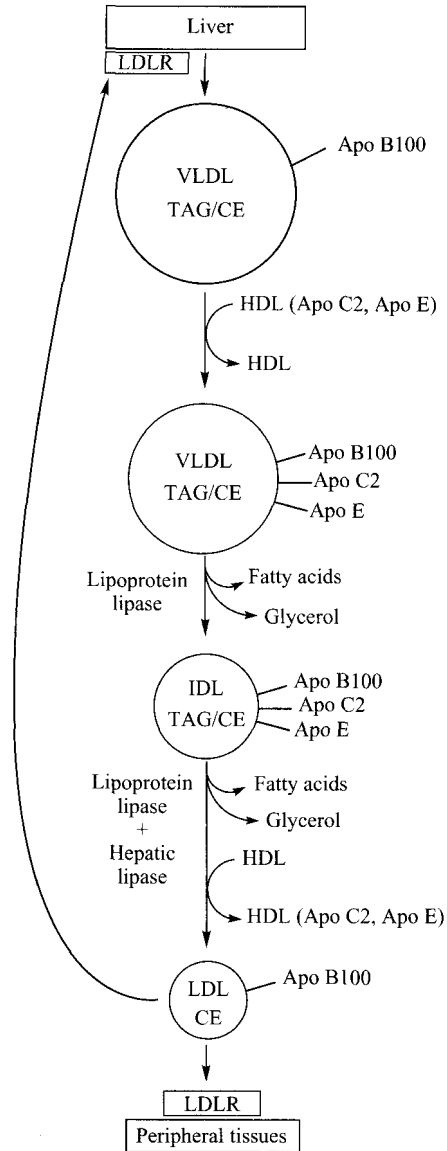 Liver
LDLR
Apo B100
VLDL
TAG/CE
HDL (Apo C2, Apo E)
HDL
VLDL
TAG/CE
Apo B100
Apo C2
Apo E
Lipoprotein
lipase
Fatty acids
Glycerol
IDL
TAG/CE
Apo B100
Apo C2
Apo E
Lipoprotein
lipase
+
Hepatic
lipase
Fatty acids
Glycerol
HDL
HDL (Apo C2, Apo E)
LDL
CE
Apo B100
LDLR
Peripheral tissues